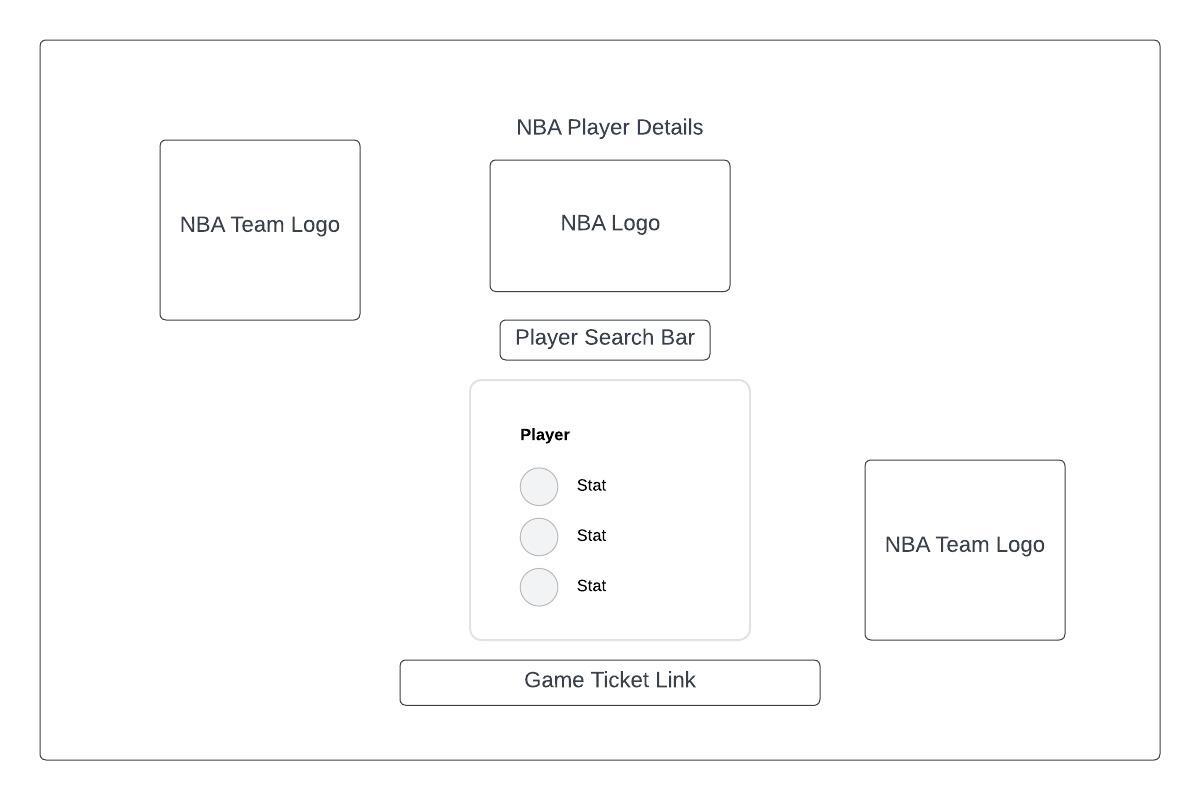 NBA Player Details
NBA Team Logo
NBA Logo
Player Search Bar
Player
Stat
Stat
Stat
NBA Team Logo
Game Ticket Link